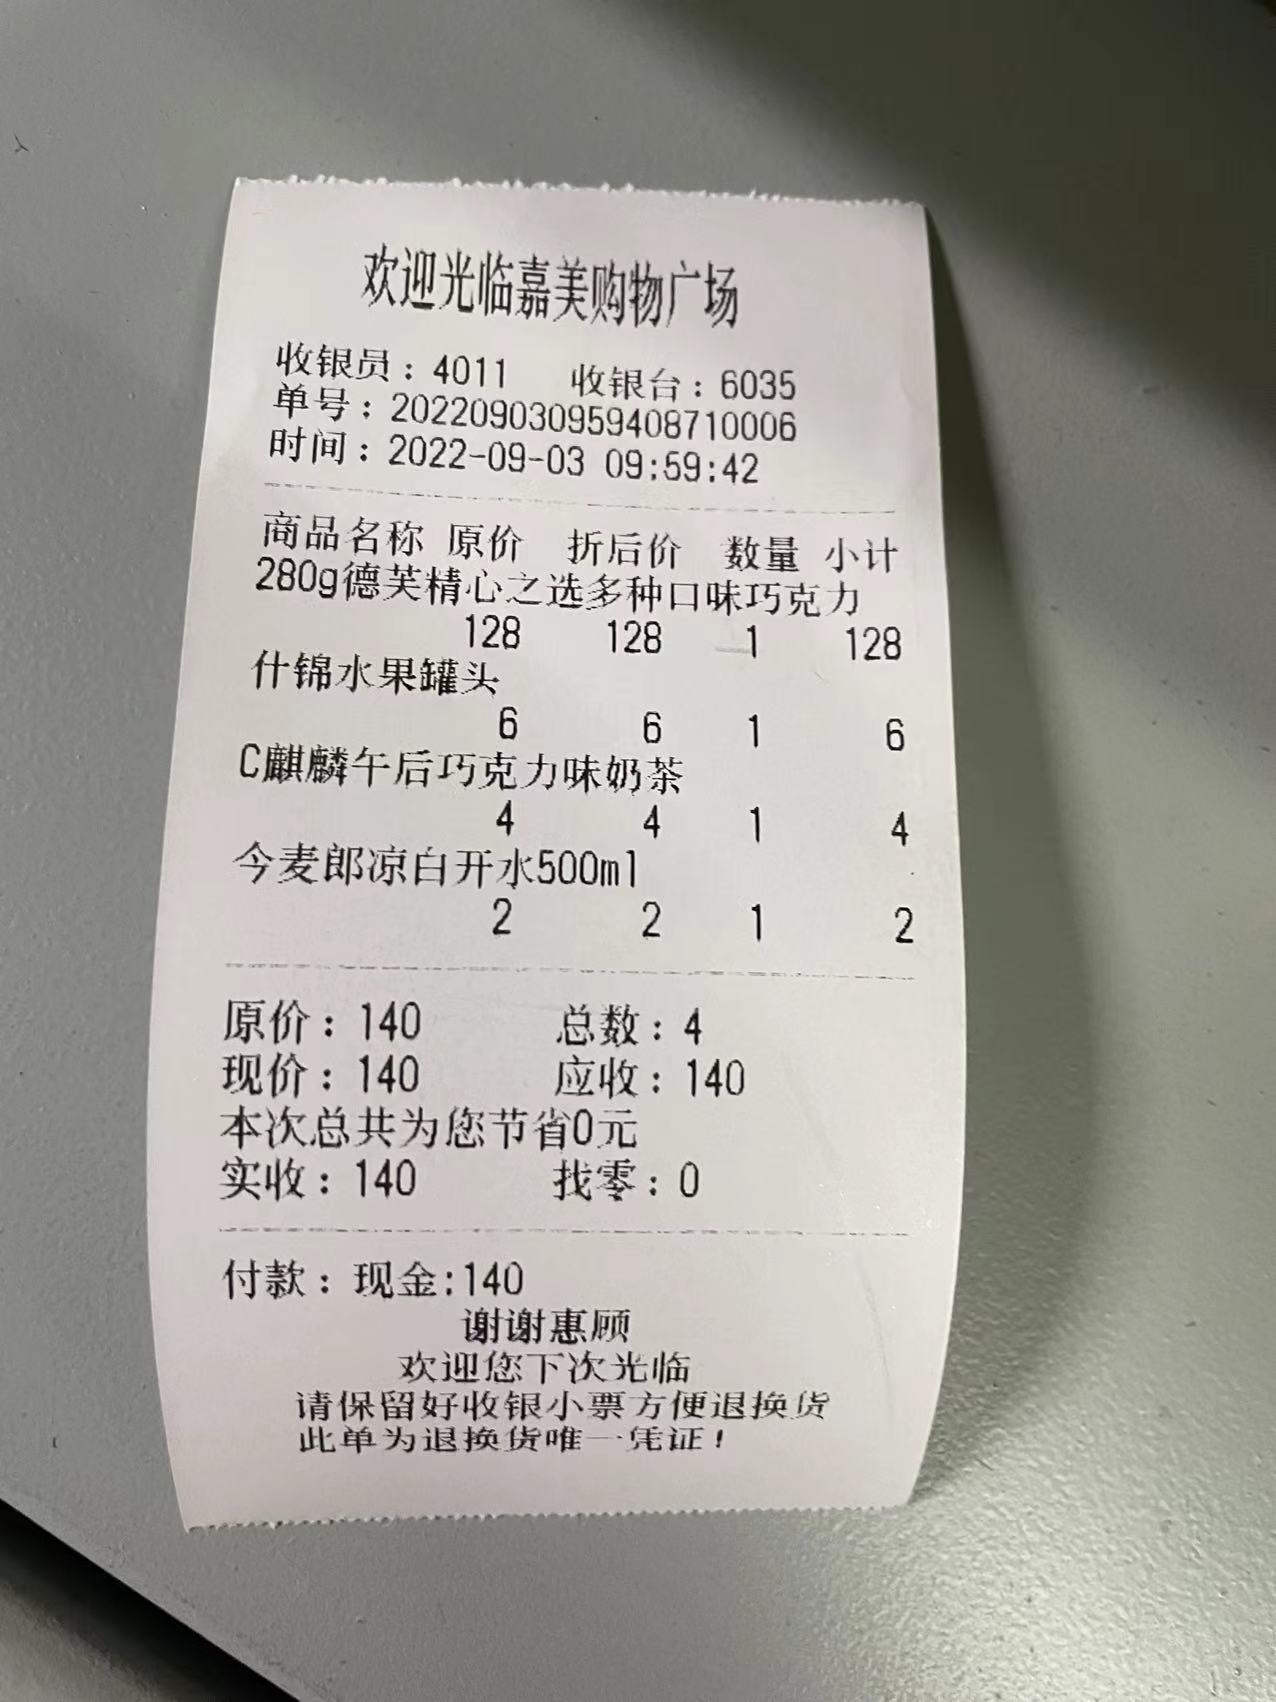 欢迎光临嘉美购物广场
收银员：4011 收银台：6035
单号：2022090309594087​10006
时间：2022-09-03 09:59:42
商品名称 原价 折后价 数量 小计
280g德芙精心之选多种口味巧克力
128 128 1 128
什锦水果罐头
6 6 1 6
C麒麟午后巧克力味奶茶
4 4 1 4
今麦郎凉白开水500ml
2 2 1 2
原价：140 总数：4
现价：140 应收：140
本次总共为您节省0元
实收：140 找零：0
付款：现金:140
谢谢惠顾
欢迎您下次光临
请保留好收银小票方便退换货
此单为退换货唯一凭证！